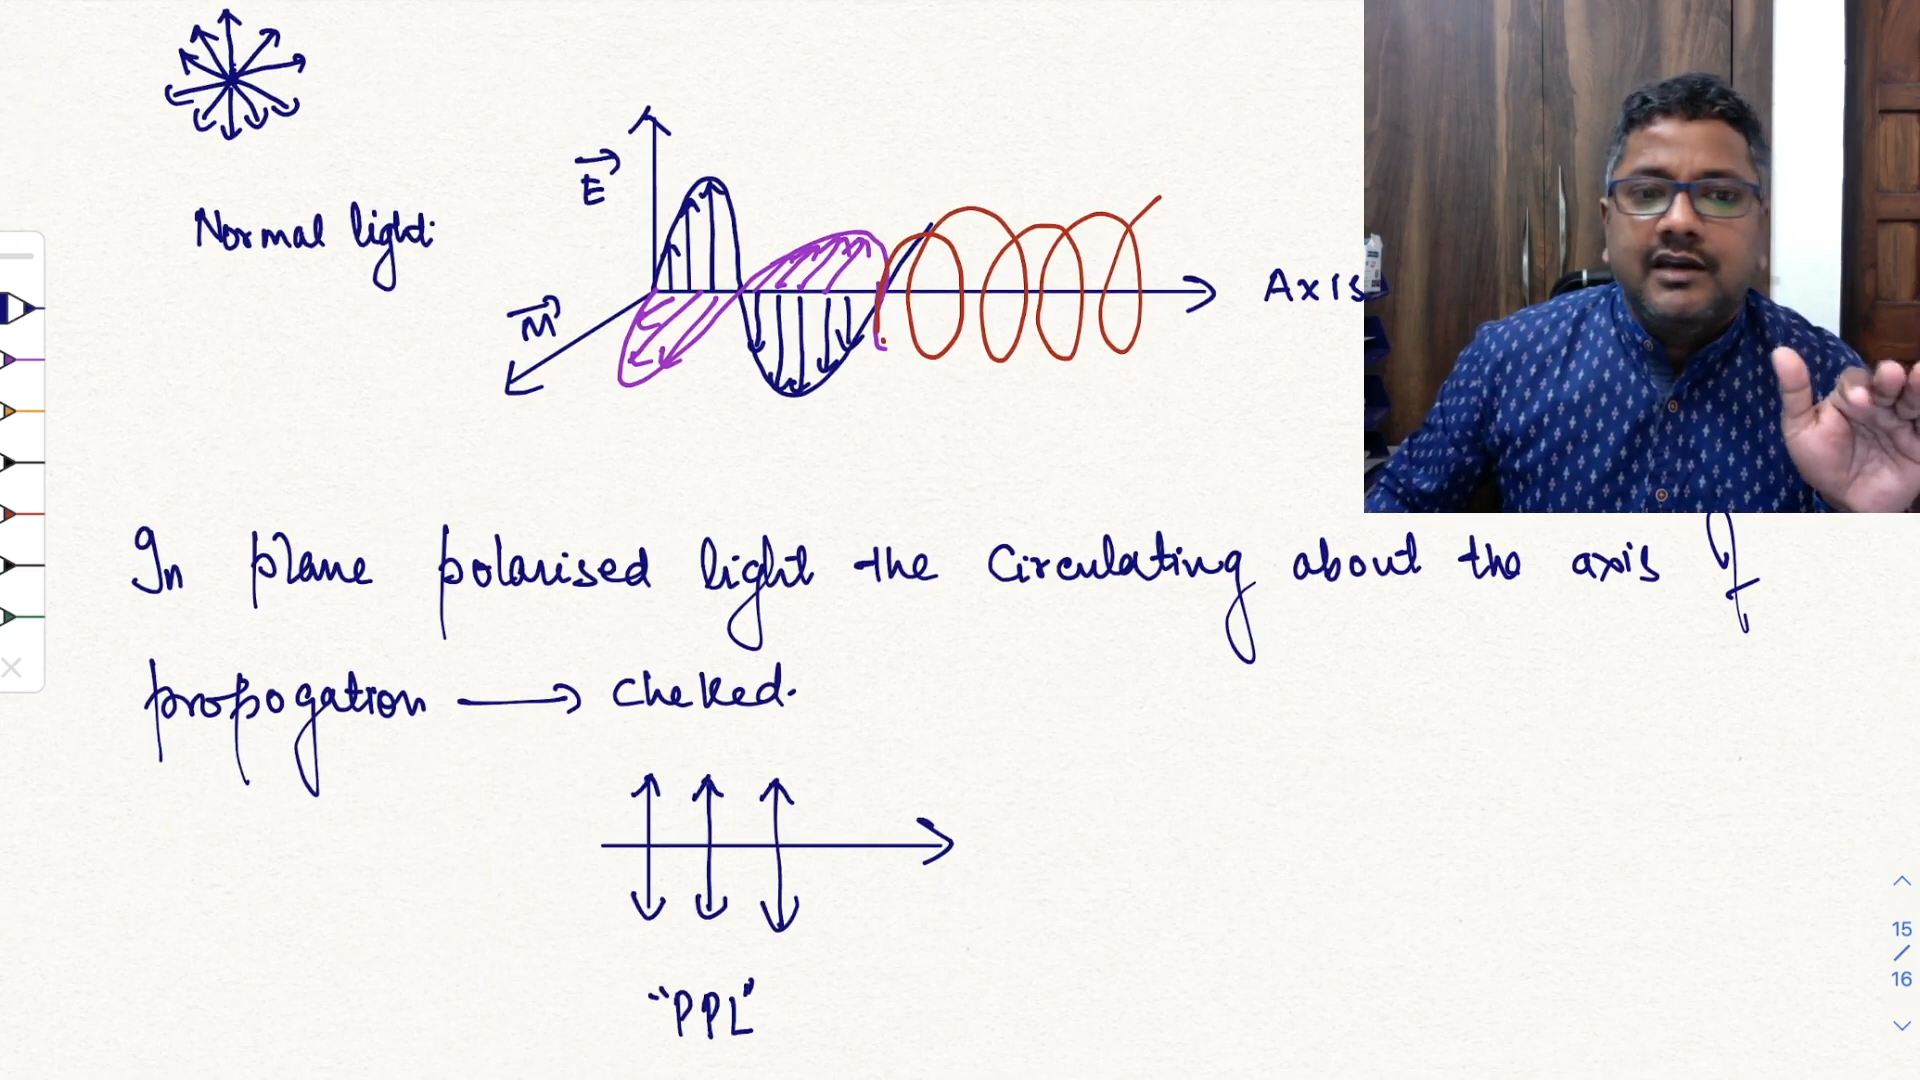 E
Normal light:
M
Axis
In plane polarised light the Circulating about the axis of
propogation → Cheked.
"PPL"
15
/
16